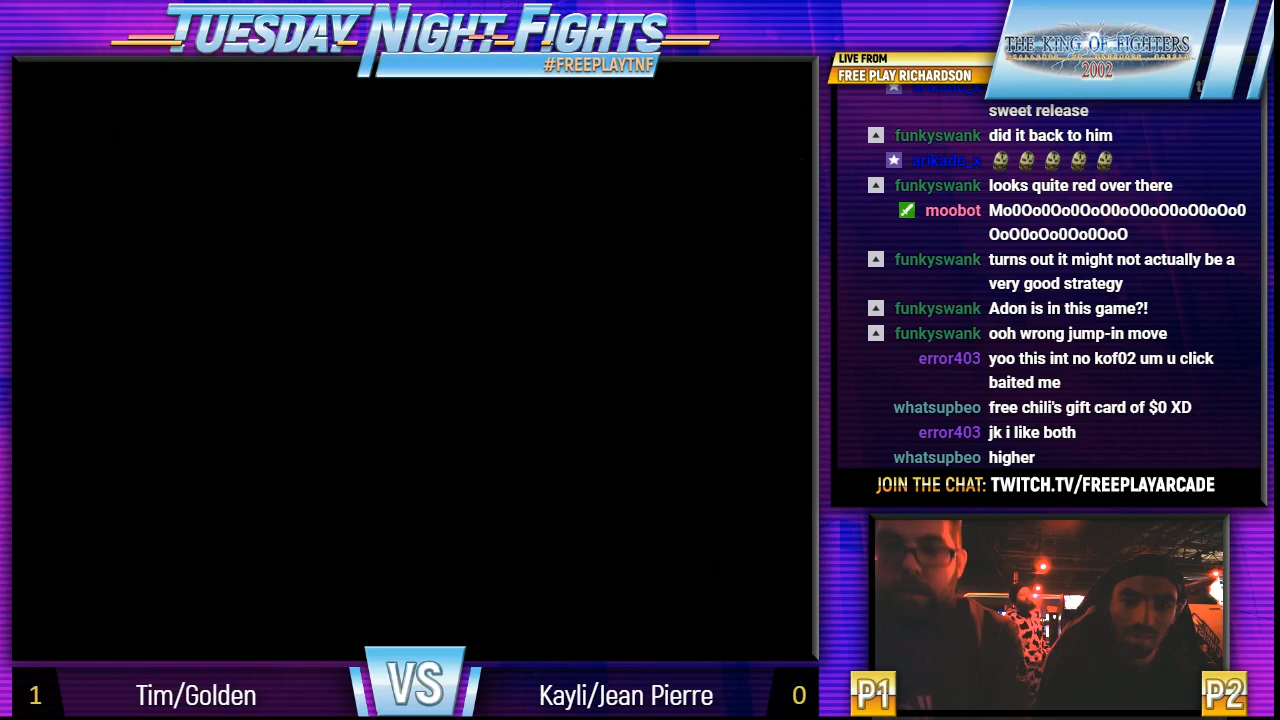 TUESDAY NIGHT FIGHTS
#FREEPLAYTNF
LIVE FROM
FREE PLAY RICHARDSON
THE KING OF FIGHTERS
2002
sweet release
funkyswank did it back to him
arikado_x
funkyswank looks quite red over there
moobot Mo0Oo0Oo0OoO0oO0oO0oO0oOo0
OoO0oOo0Oo0OoO
funkyswank turns out it might not actually be a
very good strategy
funkyswank Adon is in this game?!
funkyswank ooh wrong jump-in move
error403 yoo this int no kof02 um u click
baited me
whatsupbeo free chili's gift card of $0 XD
error403 jk i like both
whatsupbeo higher
JOIN THE CHAT: TWITCH.TV/FREEPLAYARCADE
1 Tim/Golden VS Kayli/Jean Pierre 0
P1 P2